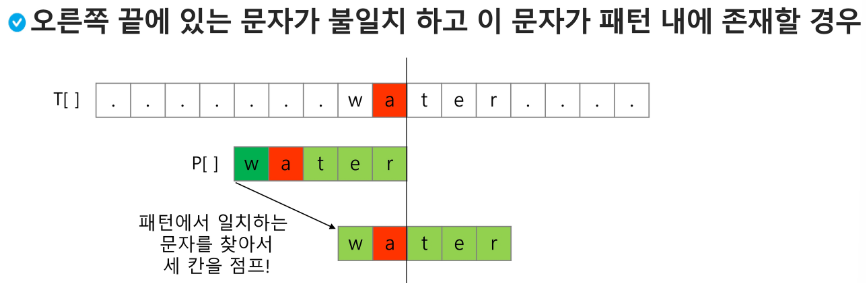 오른쪽 끝에 있는 문자가 불일치 하고 이 문자가 패턴 내에 존재할 경우
T[ ] . . . . . . . w a t e r . . . .
P[ ] w a t e r
패턴에서 일치하는
문자를 찾아서
세 칸을 점프!
w a t e r